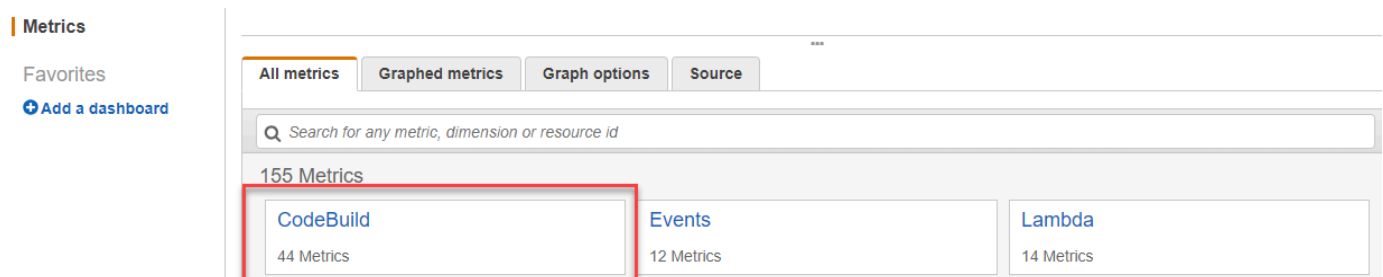 Metrics
Favorites
Add a dashboard
All metrics Graphed metrics Graph options Source
Search for any metric, dimension or resource id
155 Metrics
CodeBuild Events Lambda
44 Metrics 12 Metrics 14 Metrics